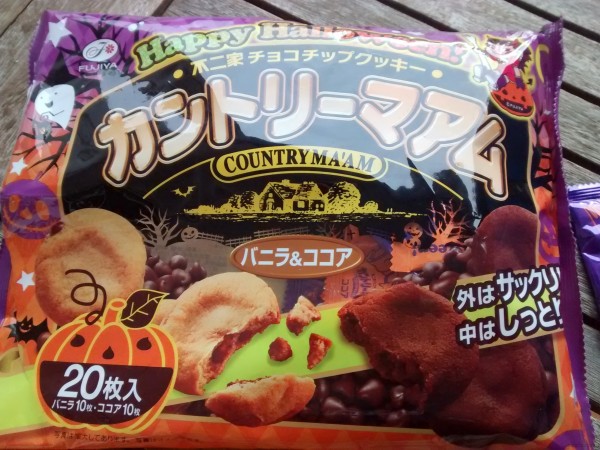 Happy Halloween!
FUJIYA
不二家 チョコチップクッキー
カントリーマアム
COUNTRY MA'AM
バニラ&ココア
外はサックリ
中はしっと!!
20枚入
バニラ10枚・ココア10枚